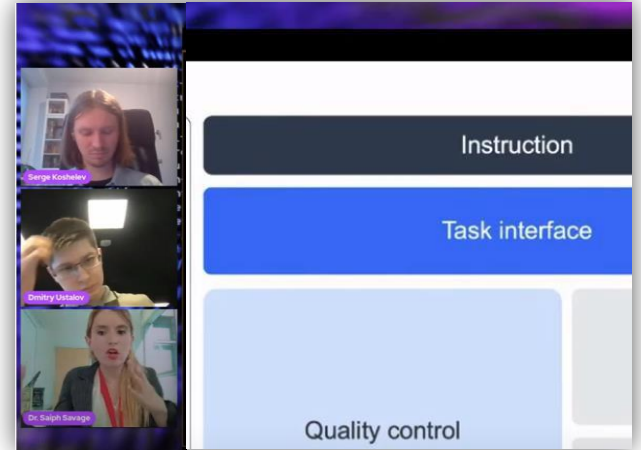 Serge Koshelev
Dmitry Ustalov
Dr. Saiph Savage
Instruction
Task interface
Quality control